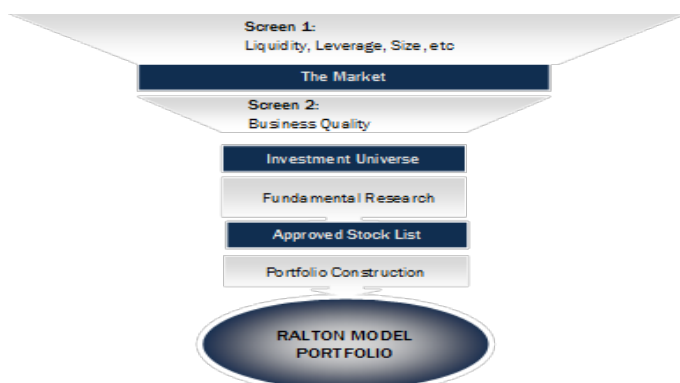 Screen 1:
Liquidity, Leverage, Size, etc
The Market
Screen 2:
Business Quality
Investment Universe
Fundamental Research
Approved Stock List
Portfolio Construction
RALTON MODEL
PORTFOLIO